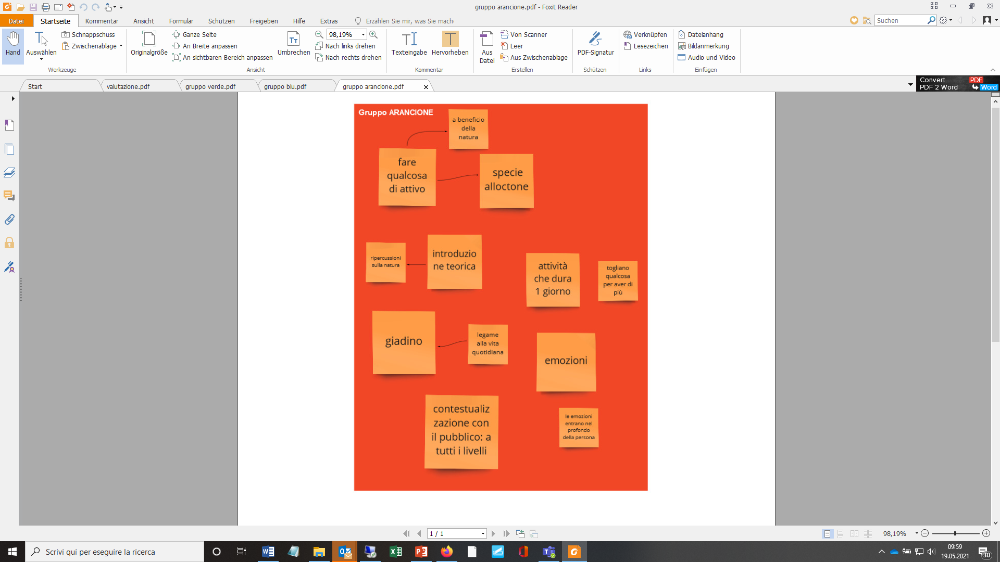 gruppo arancione.pdf - Foxit Reader
Datei Startseite Kommentar Ansicht Formular Schützen Freigeben Hilfe Extras Erzählen Sie mir, was Sie mach Suchen
Hand
Auswählen
Schnappschuss
Zwischenablage
Werkzeuge
Originalgröße
Ganze Seite
An Breite anpassen
An sichtbaren Bereich anpassen
Umbrechen
98,19%
Nach links drehen
Nach rechts drehen
Ansicht
Texteingabe
Hervorheben
Kommentar
Aus
Datei
Von Scanner
Leer
Aus Zwischenablage
Erstellen
PDF-Signatur
Schützen
Verknüpfen
Lesezeichen
Links
Dateianhang
Bildanmerkung
Audio und Video
Einfügen
Start valutazione.pdf gruppo verde.pdf gruppo blu.pdf gruppo arancione.pdf
Convert PDF
PDF 2 Word Word
Gruppo ARANCIONE
a beneficio
della
natura
fare
qualcosa
di attivo
specie
alloctone
ripercussioni
sulla natura
introduzio
ne teorica
attività
che dura
1 giorno
togliano
qualcosa
per aver di
più
giadino
legame
alla vita
quotidiana
emozioni
contestualiz
zazione con
il pubblico: a
tutti i livelli
le emozioni
entrano nel
profondo
della persona
1 / 1
98,19%
Scrivi qui per eseguire la ricerca
09:59
19.05.2021
30